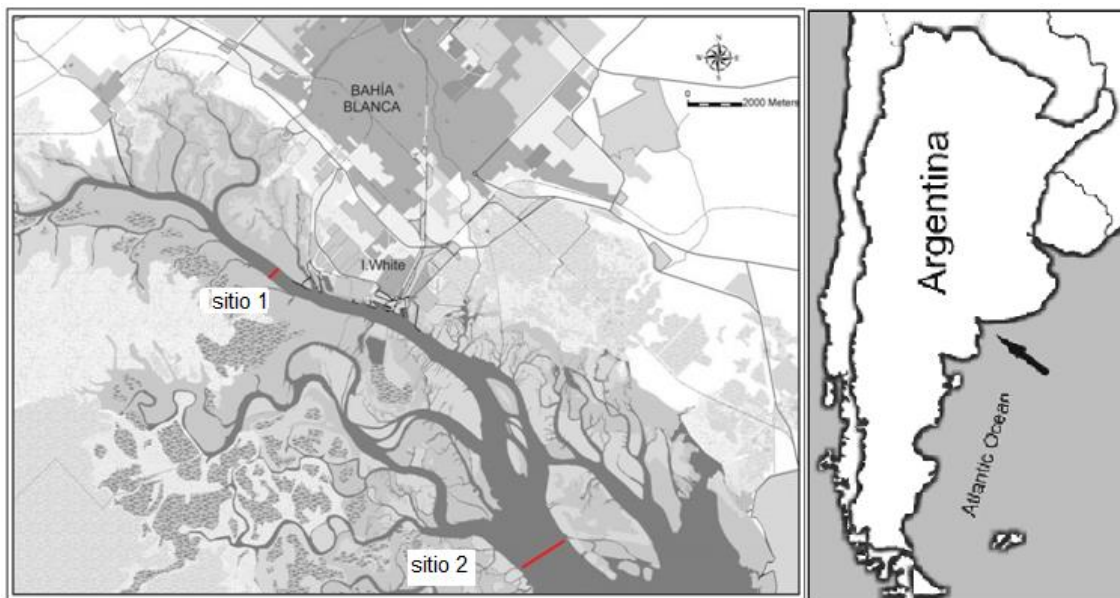 BAHÍA
BLANCA
N
W E
S
0
2000 Meters
I.White
sitio 1
sitio 2
Argentina
Atlantic Ocean